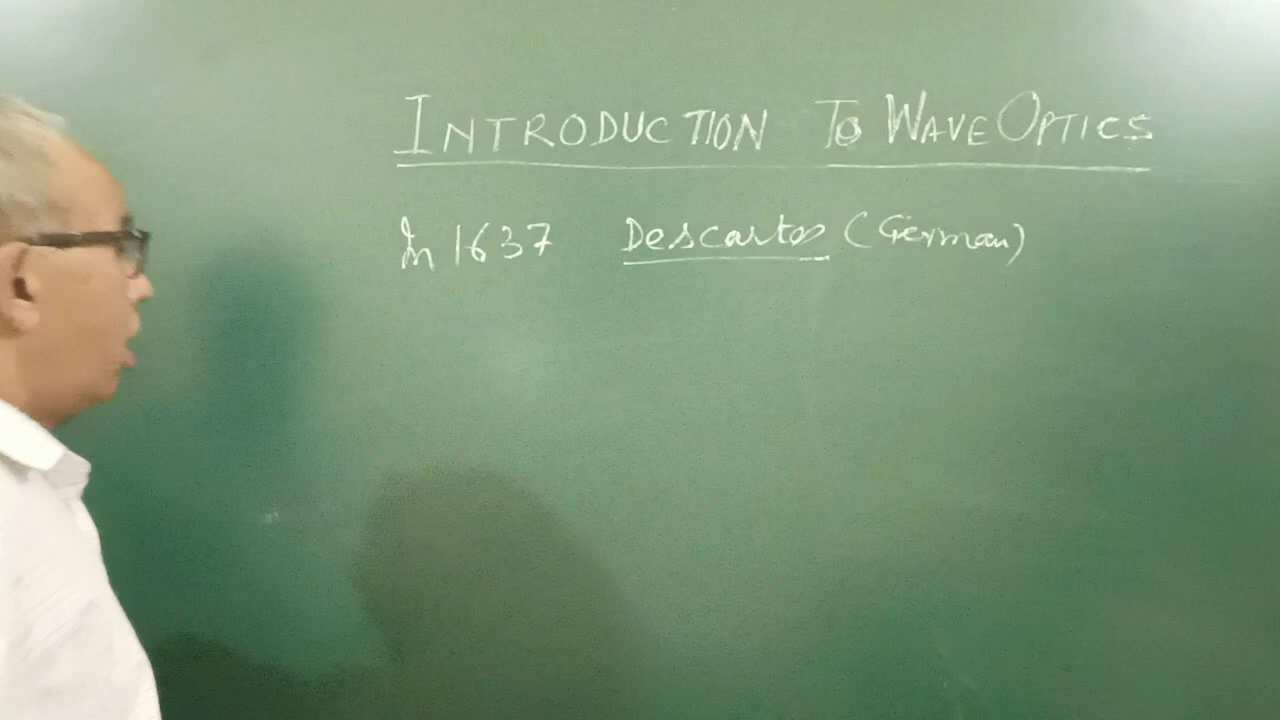 INTRODUCTION To WAVE OPTICS
In 1637 Descartes (German)